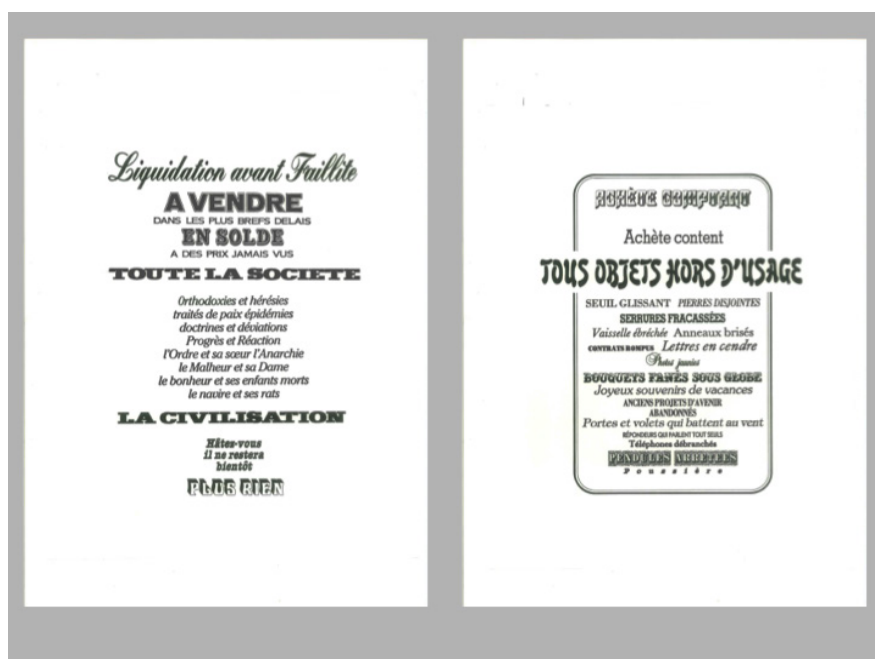 Liquidation avant Faillite
A VENDRE
DANS LES PLUS BREFS DELAIS
EN SOLDE
A DES PRIX JAMAIS VUS
TOUTE LA SOCIETE
Orthodoxies et hérésies
traités de paix épidémies
doctrines et déviations
Progrès et Réaction
l'Ordre et sa sœur l'Anarchie
le Malheur et sa Dame
le bonheur et ses enfants morts
le navire et ses rats
LA CIVILISATION
Hâtez-vous
il ne restera
bientôt
PLUS RIEN
ACHÈTE COMPTANT
Achète content
TOUS OBJETS HORS D'USAGE
SEUIL GLISSANT PIERRES DISJOINTES
SERRURES FRACASSÉES
Vaisselle ébréchée Anneaux brisés
CONTRATS ROMPUS Lettres en cendre
Photos jaunies
BOUQUETS FANÉS SOUS GLOBE
Joyeux souvenirs de vacances
ANCIENS PROJETS D'AVENIR
ABANDONNÉS
Portes et volets qui battent au vent
RÉPONDEURS QUI PARLENT TOUT SEULS
Téléphones débranchés
PENDULES ARRETEES
Poussière